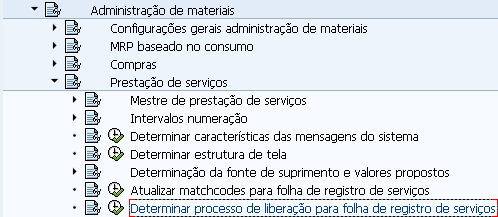 Administração de materiais
Configurações gerais administração de materiais
MRP baseado no consumo
Compras
Prestação de serviços
Mestre de prestação de serviços
Intervalos numeração
Determinar características das mensagens do sistema
Determinar estrutura de tela
Determinação da fonte de suprimento e valores propostos
Atualizar matchcodes para folha de registro de serviços
Determinar processo de liberação para folha de registro de serviços